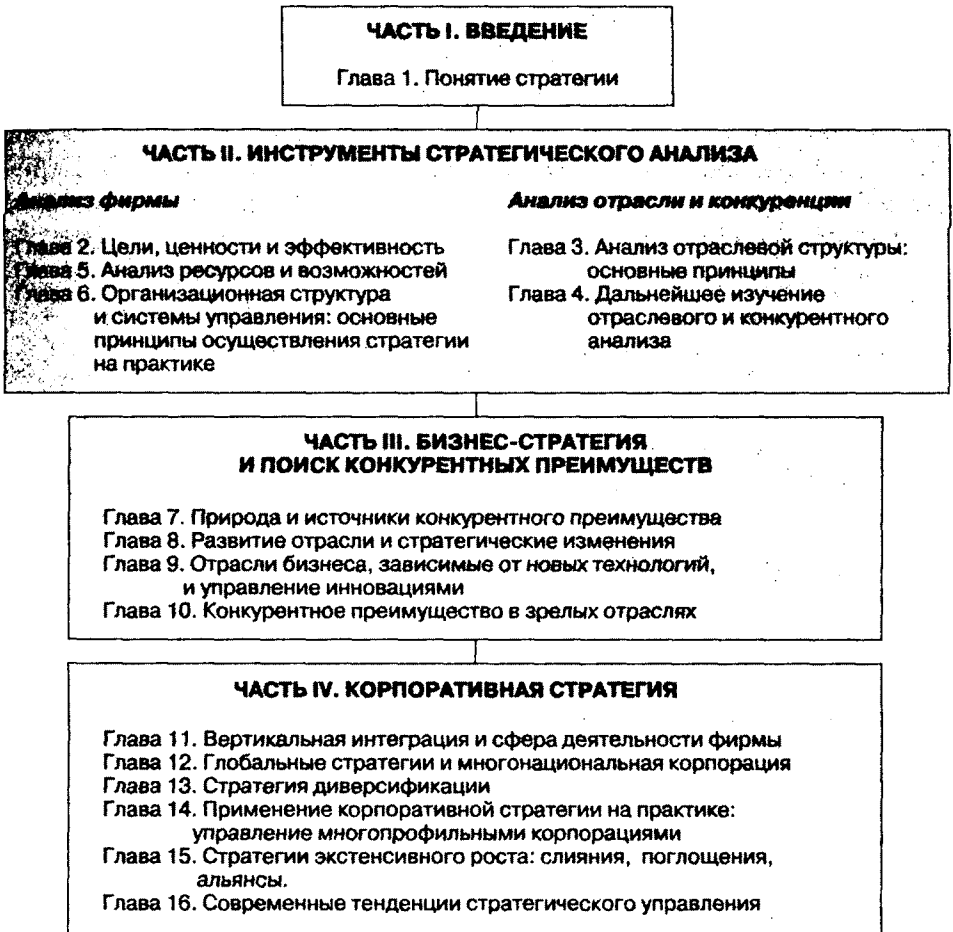 ЧАСТЬ I. ВВЕДЕНИЕ
Глава 1. Понятие стратегии
ЧАСТЬ II. ИНСТРУМЕНТЫ СТРАТЕГИЧЕСКОГО АНАЛИЗА
Анализ фирмы
Глава 2. Цели, ценности и эффективность
Глава 5. Анализ ресурсов и возможностей
Глава 6. Организационная структура
и системы управления: основные
принципы осуществления стратегии
на практике
Анализ отрасли и конкуренции
Глава 3. Анализ отраслевой структуры:
основные принципы
Глава 4. Дальнейшее изучение
отраслевого и конкурентного
анализа
ЧАСТЬ III. БИЗНЕС-СТРАТЕГИЯ
И ПОИСК КОНКУРЕНТНЫХ ПРЕИМУЩЕСТВ
Глава 7. Природа и источники конкурентного преимущества
Глава 8. Развитие отрасли и стратегические изменения
Глава 9. Отрасли бизнеса, зависимые от новых технологий,
и управление инновациями
Глава 10. Конкурентное преимущество в зрелых отраслях
ЧАСТЬ IV. КОРПОРАТИВНАЯ СТРАТЕГИЯ
Глава 11. Вертикальная интеграция и сфера деятельности фирмы
Глава 12. Глобальные стратегии и многонациональная корпорация
Глава 13. Стратегия диверсификации
Глава 14. Применение корпоративной стратегии на практике:
управление многопрофильными корпорациями
Глава 15. Стратегии экстенсивного роста: слияния, поглощения,
альянсы.
Глава 16. Современные тенденции стратегического управления